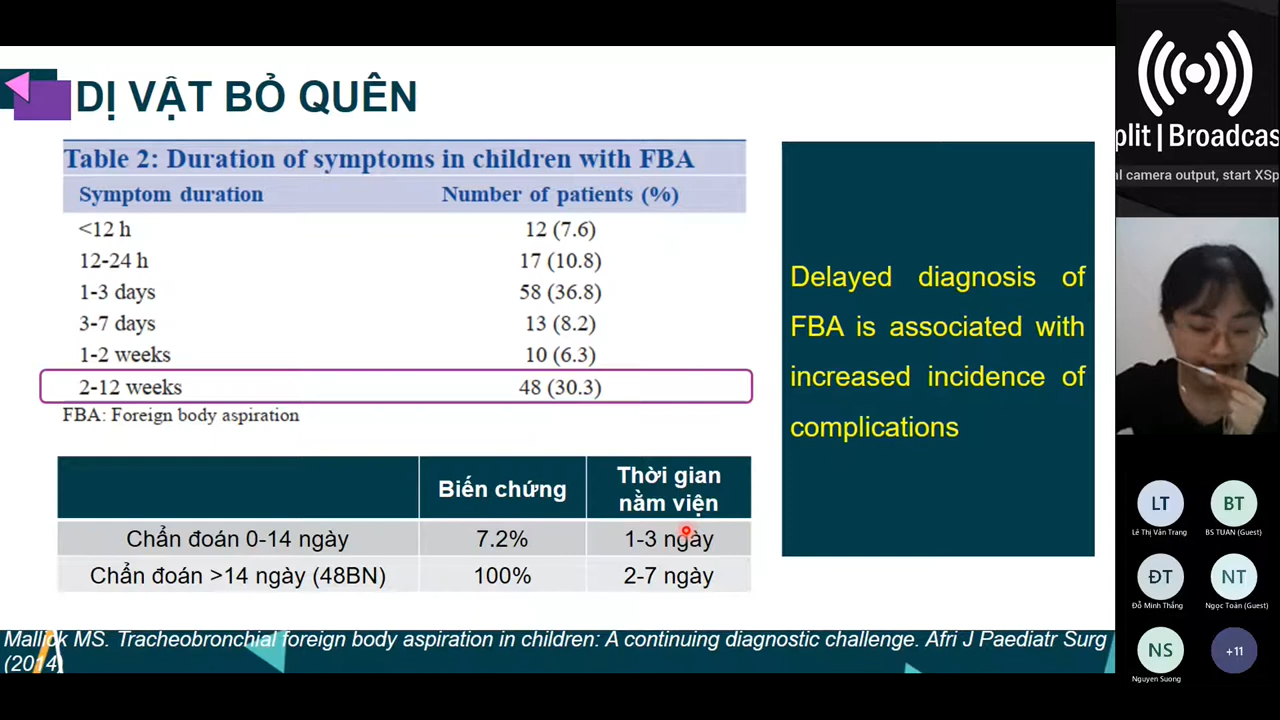 DỊ VẬT BỎ QUÊN
Table 2: Duration of symptoms in children with FBA
Symptom duration Number of patients (%)
<12 h 12 (7.6)
12-24 h 17 (10.8)
1-3 days 58 (36.8)
3-7 days 13 (8.2)
1-2 weeks 10 (6.3)
2-12 weeks 48 (30.3)
FBA: Foreign body aspiration
Biến chứng Thời gian
nằm viện
Chẩn đoán 0-14 ngày 7.2% 1-3 ngày
Chẩn đoán >14 ngày (48BN) 100% 2-7 ngày
Delayed diagnosis of
FBA is associated with
increased incidence of
complications
Mallick MS. Tracheobronchial foreign body aspiration in children: A continuing diagnostic challenge. Afri J Paediatr Surg
(2014)
plit | Broadcas
al camera output, start XSp
LT BT
Lê Thị Vân Trang BS TUAN (Guest)
ĐT NT
Đỗ Minh Thắng Ngọc Toàn (Guest)
NS +11
Nguyen Suong